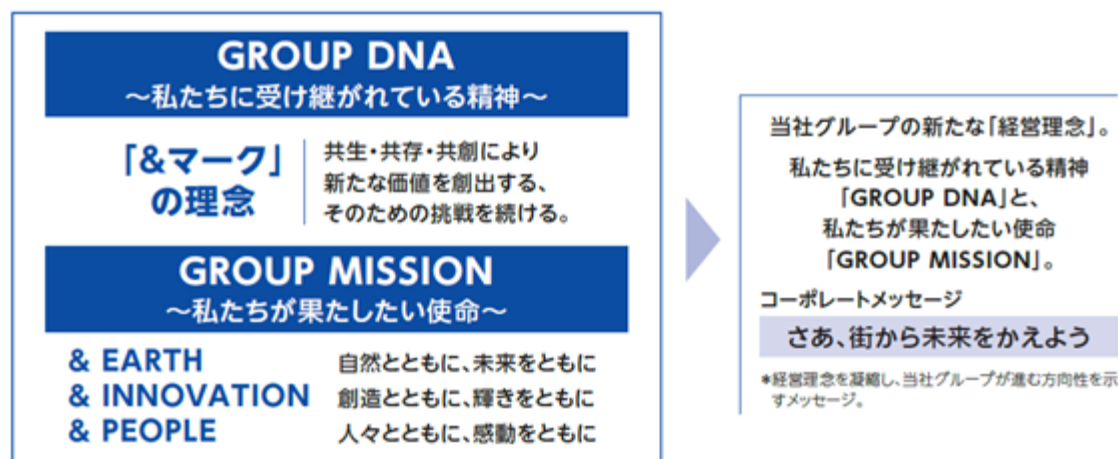 GROUP DNA
～私たちに受け継がれている精神～
「&マーク」
の理念
共生・共存・共創により
新たな価値を創出する、
そのための挑戦を続ける。
GROUP MISSION
～私たちが果たしたい使命～
& EARTH 自然とともに、未来をともに
& INNOVATION 創造とともに、輝きをともに
& PEOPLE 人々とともに、感動をともに
当社グループの新たな「経営理念」。
私たちに受け継がれている精神
「GROUP DNA」と、
私たちが果たしたい使命
「GROUP MISSION」。
コーポレートメッセージ
さあ、街から未来をかえよう
*経営理念を凝縮し、当社グループが進む方向性を示
すメッセージ。